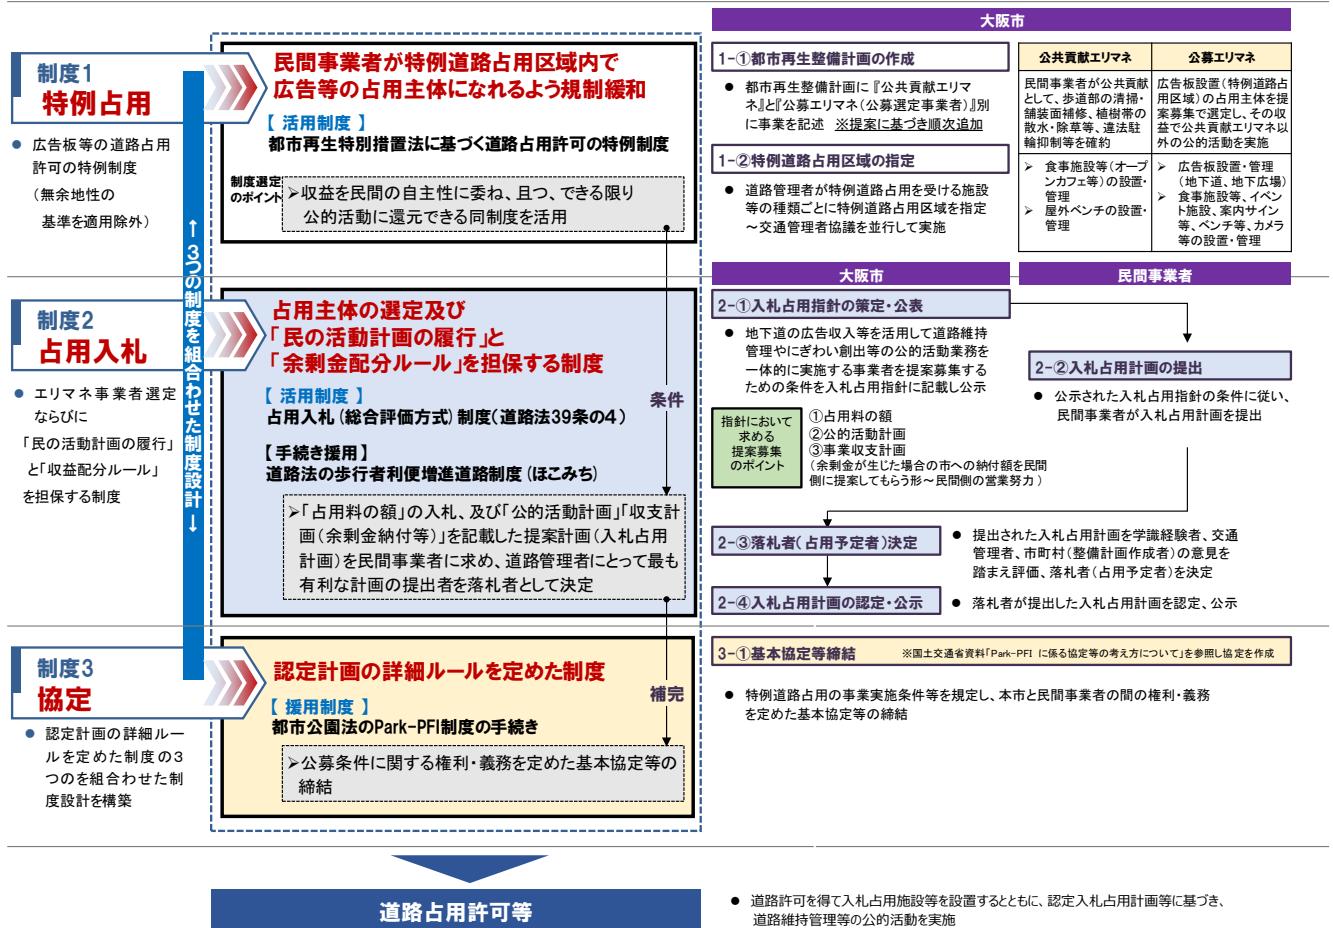 制度1
特例占用
● 広告板等の道路占用
許可の特例制度
（無余地性の
基準を適用除外）
↑3つの制度を組合わせた制度設計↓
民間事業者が特例道路占用区域内で
広告等の占用主体になれるよう規制緩和
【 活用制度 】
都市再生特別措置法に基づく道路占用許可の特例制度
制度選定
のポイント
➢収益を民間の自主性に委ね、且つ、できる限り
公的活動に還元できる同制度を活用
大阪市
1-①都市再生整備計画の作成
● 都市再生整備計画に『公共貢献エリマ
ネ』と『公募エリマネ（公募選定事業者）』別
に事業を記述 ※提案に基づき順次追加
1-②特例道路占用区域の指定
● 道路管理者が特例道路占用を受ける施設
等の種類ごとに特例道路占用区域を指定
～交通管理者協議を並行して実施
公共貢献エリマネ
民間事業者が公共貢献
として、歩道部の清掃・
舗装面補修、植樹帯の
散水・除草等、違法駐
輪抑制等を確約
➢ 食事施設等（オープ
ンカフェ等）の設置・
管理
➢ 屋外ベンチの設置・
管理
公募エリマネ
広告板設置（特例道路占
用区域）の占用主体を提
案募集で選定し、その収
益で公共貢献エリマネ以
外の公的活動を実施
➢ 広告板設置・管理
（地下道、地下広場）
➢ 食事施設等、イベン
ト施設、案内サイン
等、ベンチ等、カメラ
等の設置・管理
制度2
占用入札
● エリマネ事業者選定
ならびに
「民の活動計画の履行」
と「収益配分ルール」
を担保する制度
占用主体の選定及び
「民の活動計画の履行」と
「余剰金配分ルール」を担保する制度
【 活用制度 】
占用入札（総合評価方式）制度（道路法39条の4）
【手続き援用】
道路法の歩行者利便増進道路制度（ほこみち）
条件
➢「占用料の額」の入札、及び「公的活動計画」「収支計
画（余剰金納付等）」を記載した提案計画（入札占用
計画）を民間事業者に求め、道路管理者にとって最も
有利な計画の提出者を落札者として決定
大阪市
民間事業者
2-①入札占用指針の策定・公表
● 地下道の広告収入等を活用して道路維持
管理やにぎわい創出等の公的活動業務を
一体的に実施する事業者を提案募集する
ための条件を入札占用指針に記載し公示
指針において
求める
提案募集
のポイント
①占用料の額
②公的活動計画
③事業収支計画
（余剰金が生じた場合の市への納付額を民間
側に提案してもらう形～民間側の営業努力）
2-②入札占用計画の提出
● 公示された入札占用指針の条件に従い、
民間事業者が入札占用計画を提出
2-③落札者（占用予定者）決定
● 提出された入札占用計画を学識経験者、交通
管理者、市町村（整備計画作成者）の意見を
踏まえ評価、落札者（占用予定者）を決定
2-④入札占用計画の認定・公示
● 落札者が提出した入札占用計画を認定、公示
制度3
協定
● 認定計画の詳細ルー
ルを定めた制度の3
つのを組合わせた制
度設計を構築
認定計画の詳細ルールを定めた制度
【 援用制度 】
都市公園法のPark-PFI制度の手続き
補完
➢公募条件に関する権利・義務を定めた基本協定等の
締結
3-①基本協定等締結 ※国土交通省資料「Park-PFI に係る協定等の考え方について」を参照し協定を作成
● 特例道路占用の事業実施条件等を規定し、本市と民間事業者の間の権利・義務
を定めた基本協定等の締結
道路占用許可等
● 道路許可を得て入札占用施設等を設置するとともに、認定入札占用計画等に基づき、
道路維持管理等の公的活動を実施